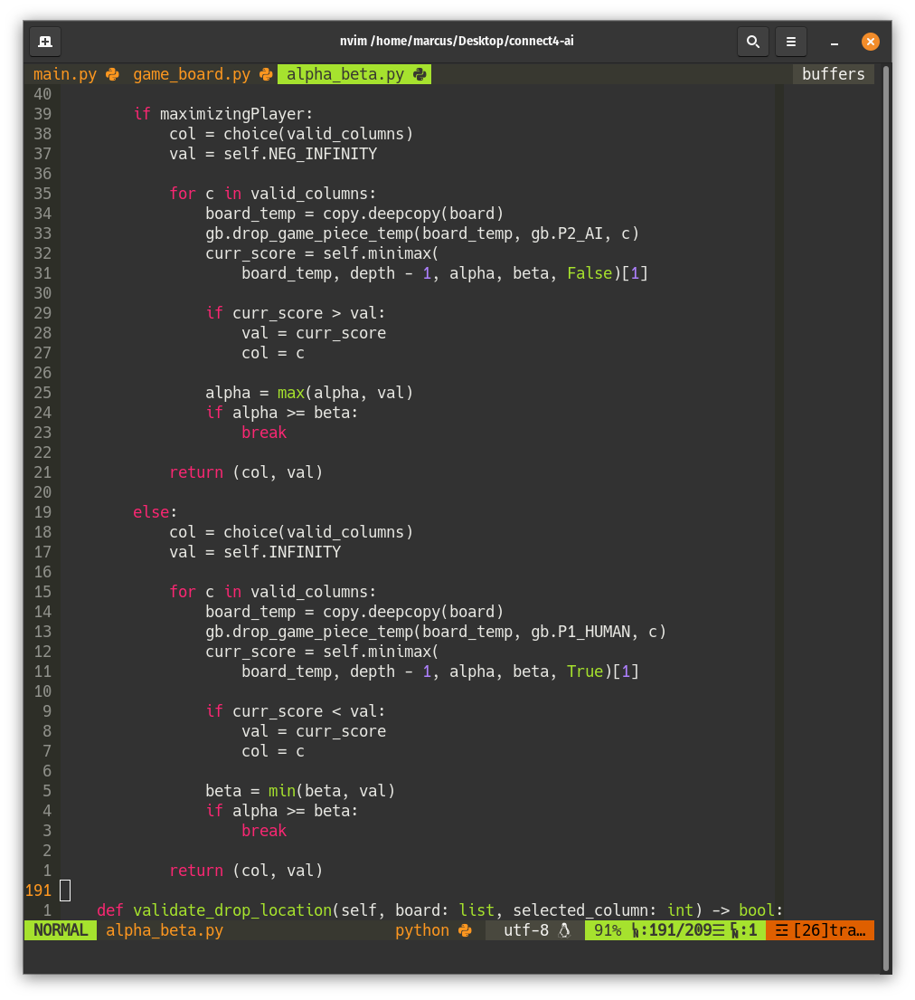 nvim /home/marcus/Desktop/connect4-ai
main.py game_board.py alpha_beta.py buffers
40
39         if maximizingPlayer:
38             col = choice(valid_columns)
37             val = self.NEG_INFINITY
36
35             for c in valid_columns:
34                 board_temp = copy.deepcopy(board)
33                 gb.drop_game_piece_temp(board_temp, gb.P2_AI, c)
32                 curr_score = self.minimax(
31                     board_temp, depth - 1, alpha, beta, False)[1]
30
29                 if curr_score > val:
28                     val = curr_score
27                     col = c
26
25                 alpha = max(alpha, val)
24                 if alpha >= beta:
23                     break
22
21             return (col, val)
20
19         else:
18             col = choice(valid_columns)
17             val = self.INFINITY
16
15             for c in valid_columns:
14                 board_temp = copy.deepcopy(board)
13                 gb.drop_game_piece_temp(board_temp, gb.P1_HUMAN, c)
12                 curr_score = self.minimax(
11                     board_temp, depth - 1, alpha, beta, True)[1]
10
9                 if curr_score < val:
8                     val = curr_score
7                     col = c
6
5                 beta = min(beta, val)
4                 if alpha >= beta:
3                     break
2
1             return (col, val)
191
1     def validate_drop_location(self, board: list, selected_column: int) -> bool:
NORMAL alpha_beta.py python utf-8 91% ㏑:191/209☰ ℅:1 ☲ [26]tra…